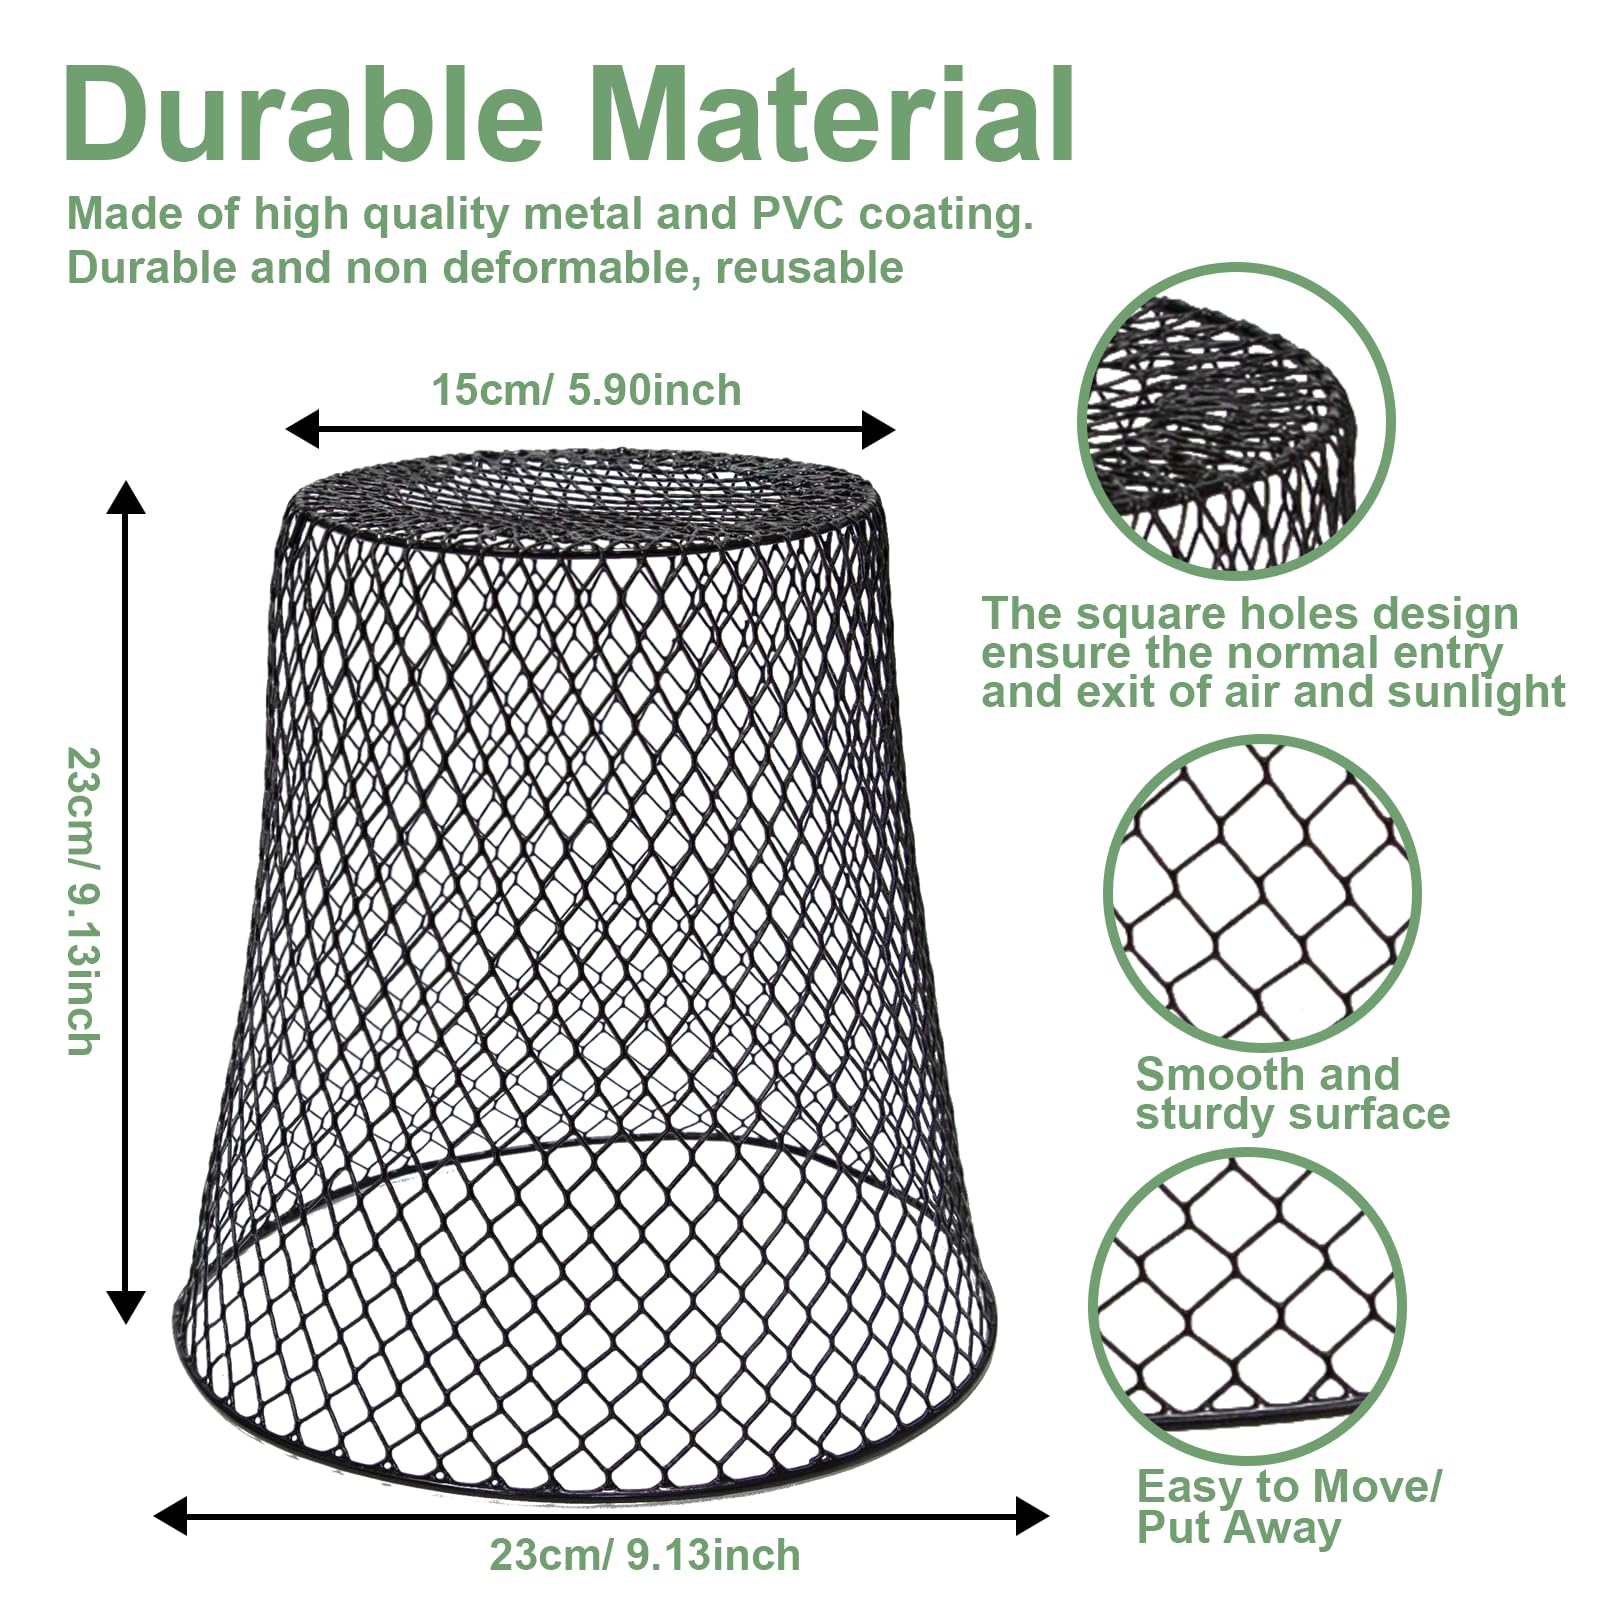 Durable Material
Made of high quality metal and PVC coating.
Durable and non deformable, reusable
15cm/ 5.90inch
23cm/ 9.13inch
23cm/ 9.13inch
The square holes design
ensure the normal entry
and exit of air and sunlight
Smooth and
sturdy surface
Easy to Move/
Put Away